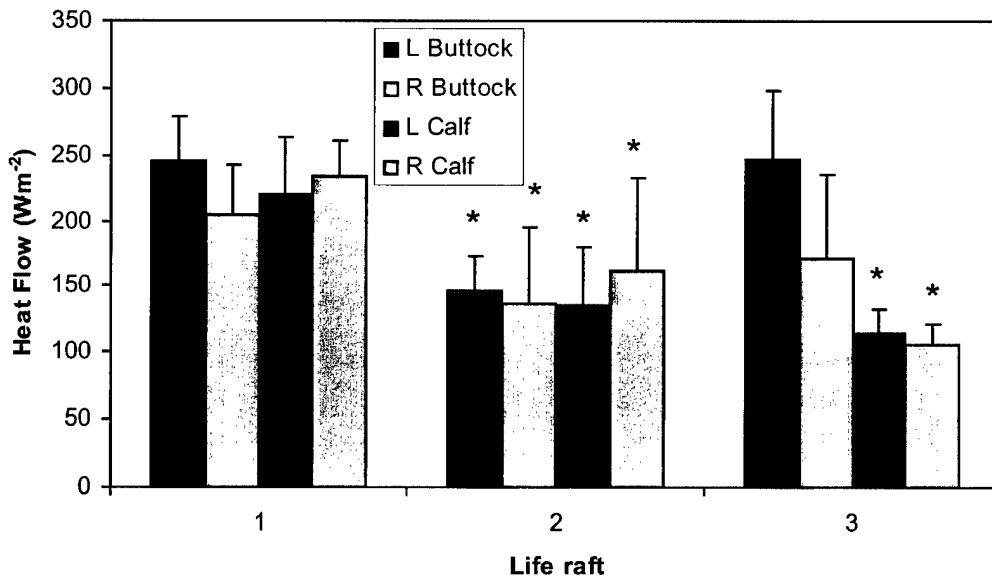 350
300
250
200
150
100
50
0
Heat Flow (Wm-2)
L Buttock
R Buttock
L Calf
R Calf
* * * *
* *
1 2 3
Life raft